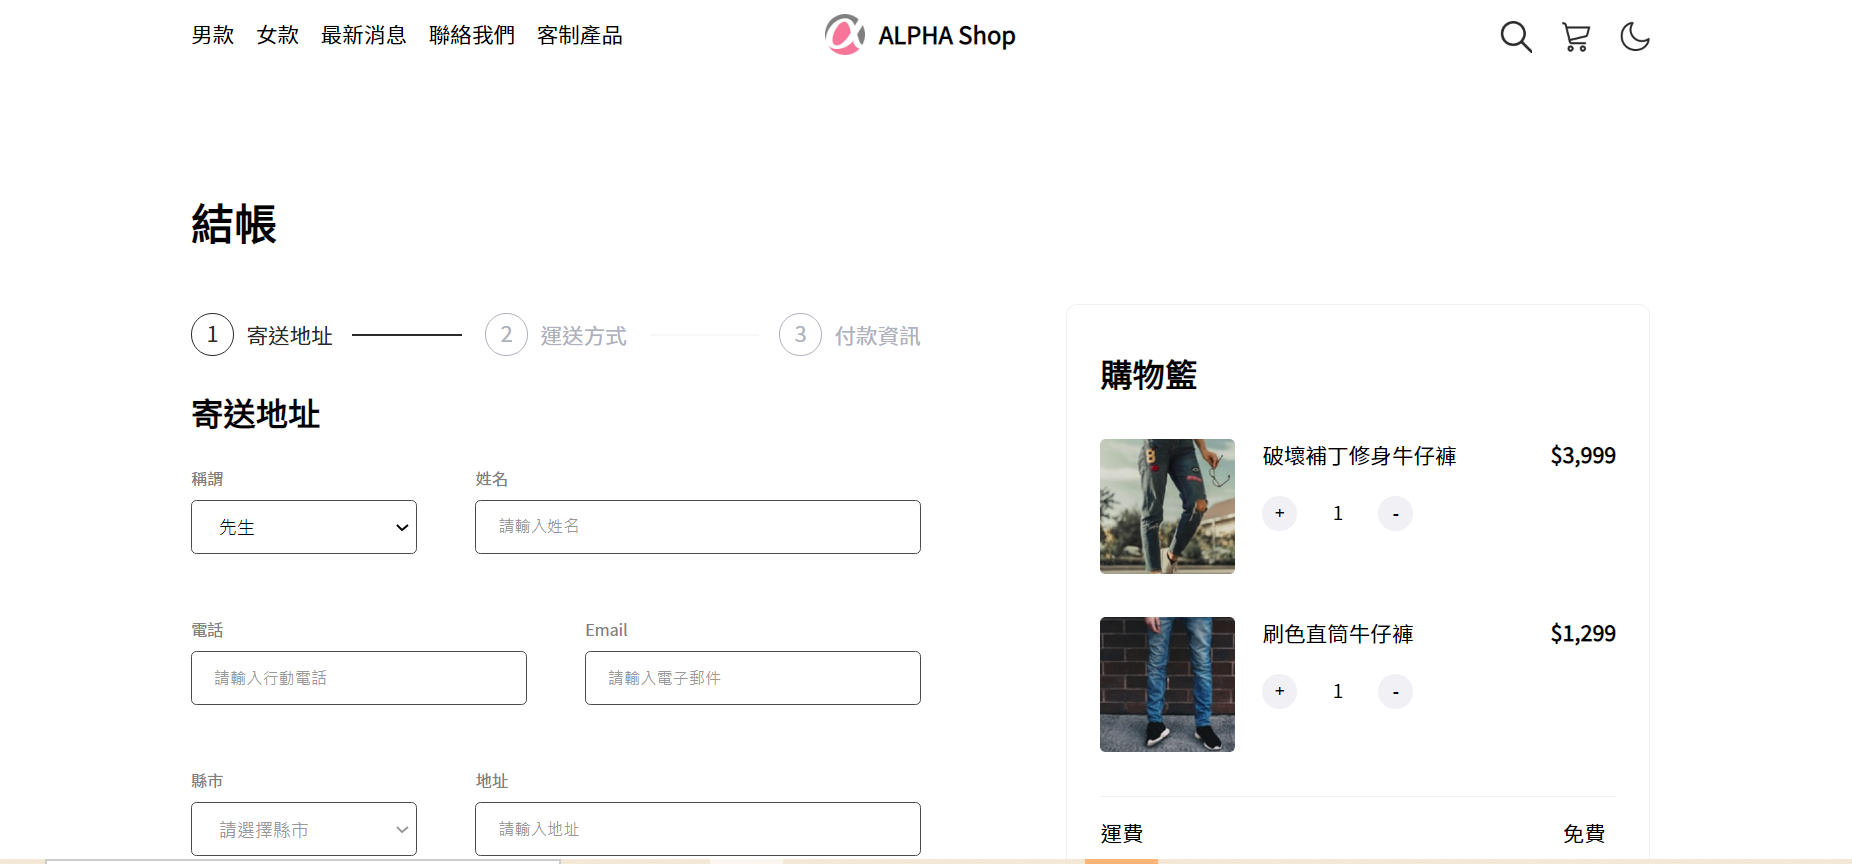 男款 女款 最新消息 聯絡我們 客制產品
ALPHA Shop
結帳
1 寄送地址
2 運送方式
3 付款資訊
寄送地址
稱謂
先生
姓名
請輸入姓名
電話
請輸入行動電話
Email
請輸入電子郵件
縣市
請選擇縣市
地址
請輸入地址
購物籃
破壞補丁修身牛仔褲 $3,999
+ 1 -
刷色直筒牛仔褲 $1,299
+ 1 -
運費 免費